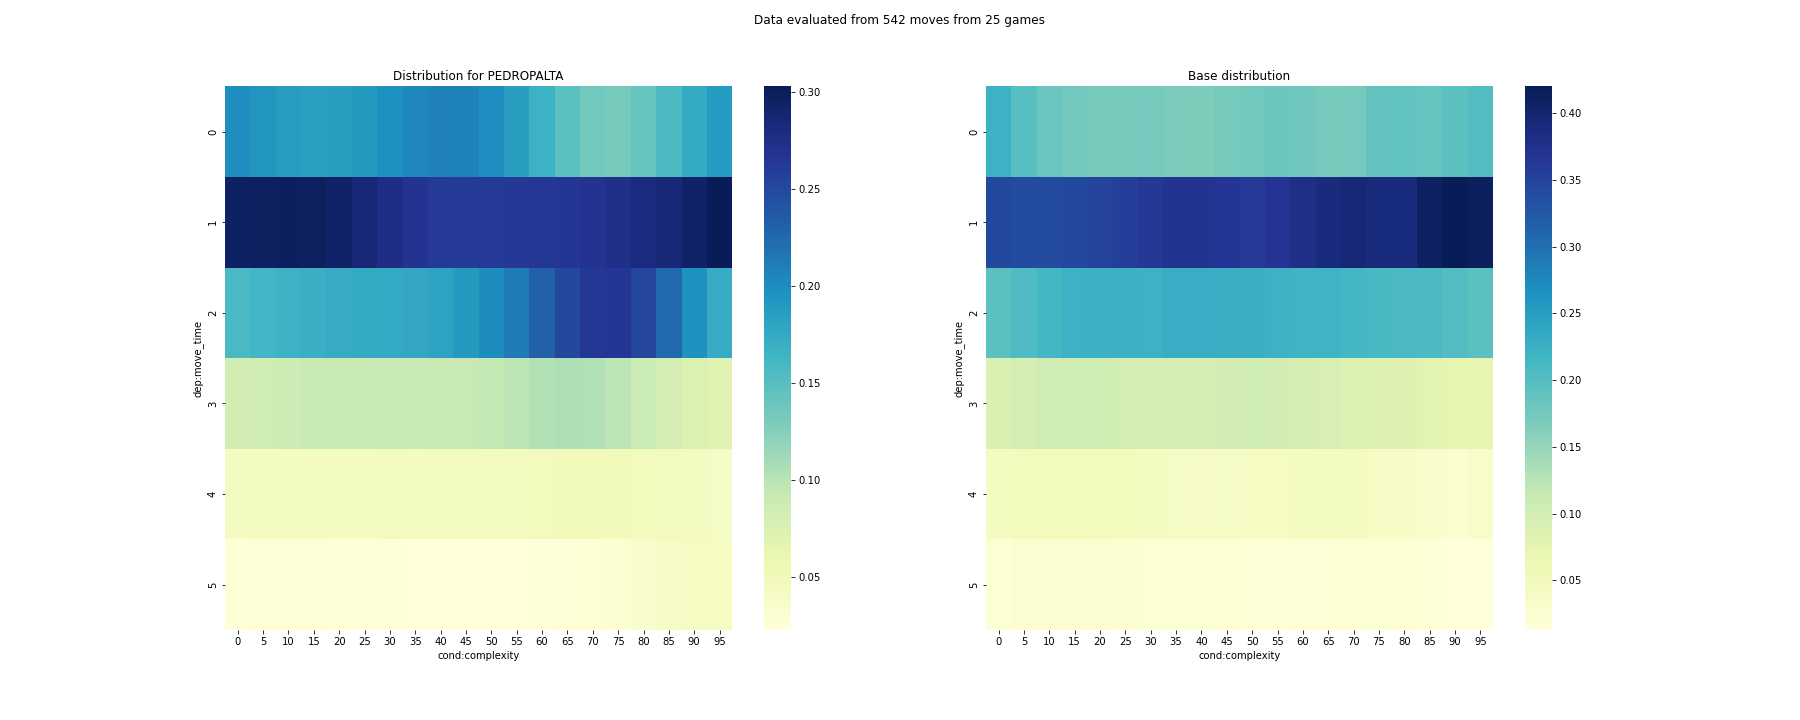 Data evaluated from 542 moves from 25 games
Distribution for PEDROPALTA
dep:move_time
0
1
2
3
4
5
0 5 10 15 20 25 30 35 40 45 50 55 60 65 70 75 80 85 90 95
cond:complexity
0.30
0.25
0.20
0.15
0.10
0.05
Base distribution
dep:move_time
0
1
2
3
4
5
0 5 10 15 20 25 30 35 40 45 50 55 60 65 70 75 80 85 90 95
cond:complexity
0.40
0.35
0.30
0.25
0.20
0.15
0.10
0.05